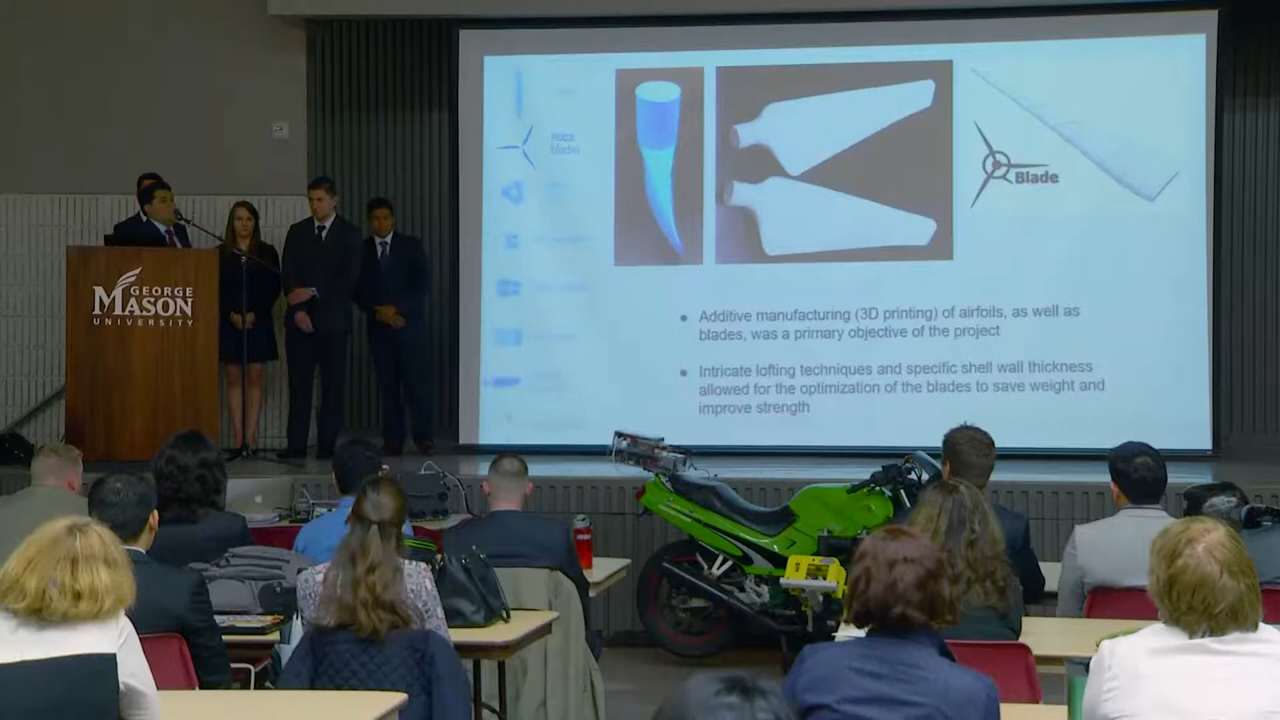 Rotor
blades
Blade
GEORGE
MASON
UNIVERSITY
● Additive manufacturing (3D printing) of airfoils, as well as
blades, was a primary objective of the project
● Intricate lofting techniques and specific shell wall thickness
allowed for the optimization of the blades to save weight and
improve strength